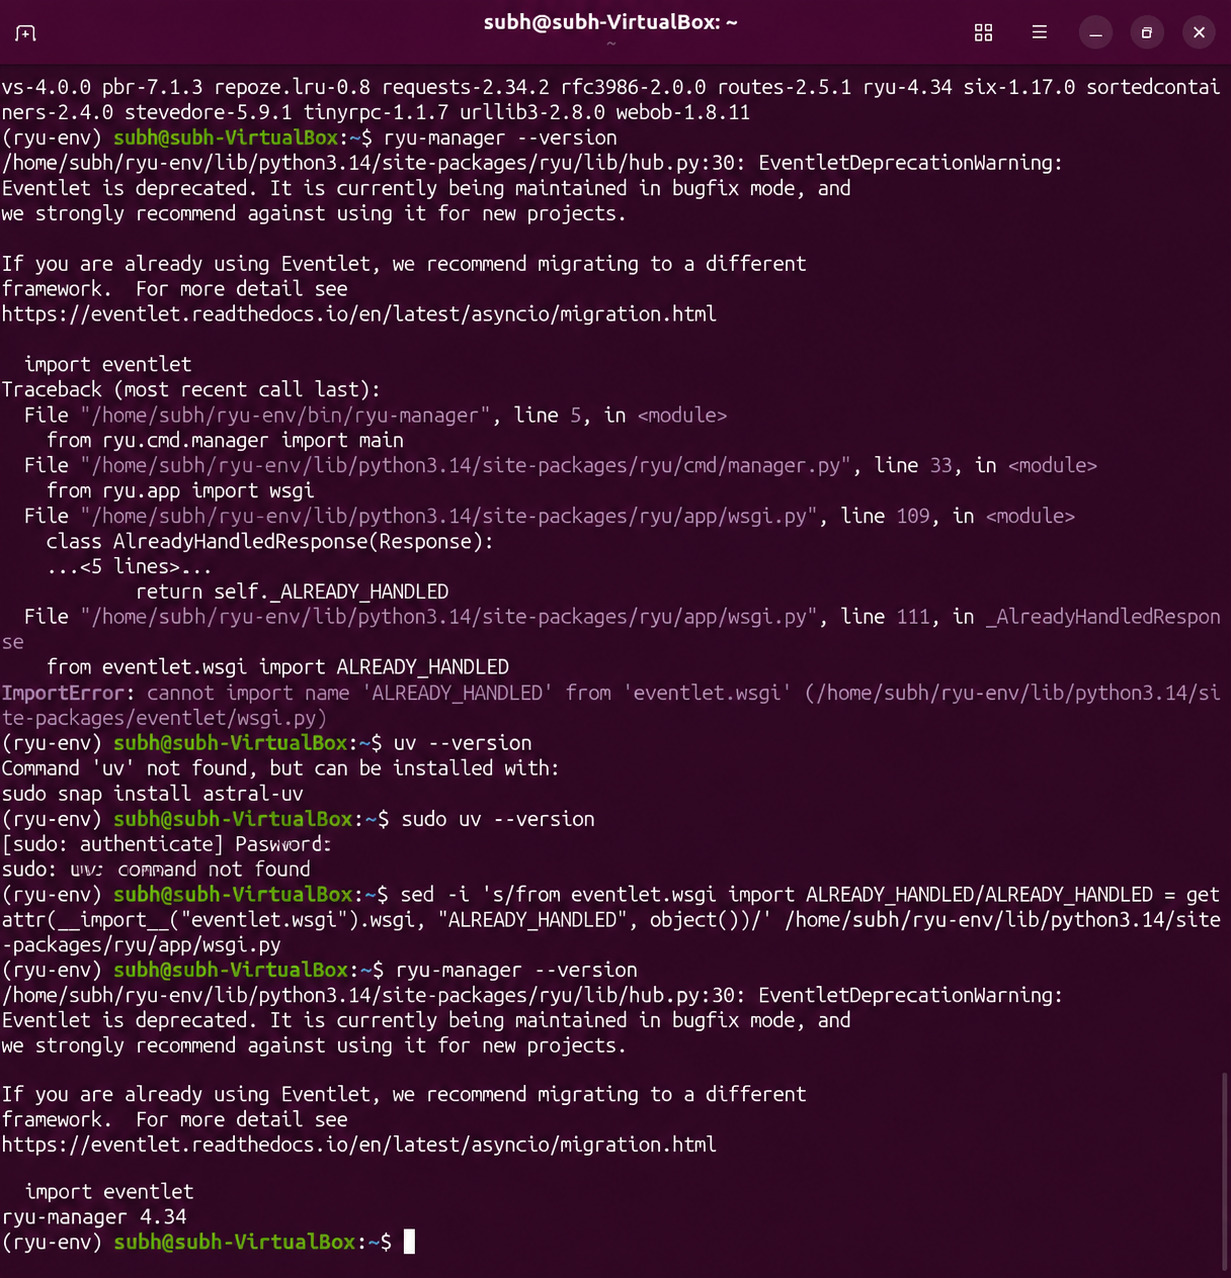 subh@subh-VirtualBox: ~
~
vs-4.0.0 pbr-7.1.3 repoze.lru-0.8 requests-2.34.2 rfc3986-2.0.0 routes-2.5.1 ryu-4.34 six-1.17.0 sortedcontai
ners-2.4.0 stevedore-5.9.1 tinyrpc-1.1.7 urllib3-2.8.0 webob-1.8.11
(ryu-env) subh@subh-VirtualBox:~$ ryu-manager --version
/home/subh/ryu-env/lib/python3.14/site-packages/ryu/lib/hub.py:30: EventletDeprecationWarning:
Eventlet is deprecated. It is currently being maintained in bugfix mode, and
we strongly recommend against using it for new projects.

If you are already using Eventlet, we recommend migrating to a different
framework.  For more detail see
https://eventlet.readthedocs.io/en/latest/asyncio/migration.html

  import eventlet
Traceback (most recent call last):
  File "/home/subh/ryu-env/bin/ryu-manager", line 5, in <module>
    from ryu.cmd.manager import main
  File "/home/subh/ryu-env/lib/python3.14/site-packages/ryu/cmd/manager.py", line 33, in <module>
    from ryu.app import wsgi
  File "/home/subh/ryu-env/lib/python3.14/site-packages/ryu/app/wsgi.py", line 109, in <module>
    class AlreadyHandledResponse(Response):
    ...<5 lines>...
            return self._ALREADY_HANDLED
  File "/home/subh/ryu-env/lib/python3.14/site-packages/ryu/app/wsgi.py", line 111, in _AlreadyHandledRespon
se
    from eventlet.wsgi import ALREADY_HANDLED
ImportError: cannot import name 'ALREADY_HANDLED' from 'eventlet.wsgi' (/home/subh/ryu-env/lib/python3.14/si
te-packages/eventlet/wsgi.py)
(ryu-env) subh@subh-VirtualBox:~$ uv --version
Command 'uv' not found, but can be installed with:
sudo snap install astral-uv
(ryu-env) subh@subh-VirtualBox:~$ sudo uv --version
[sudo: authenticate] Password:
sudo: uv: command not found
(ryu-env) subh@subh-VirtualBox:~$ sed -i 's/from eventlet.wsgi import ALREADY_HANDLED/ALREADY_HANDLED = get
attr(__import__("eventlet.wsgi").wsgi, "ALREADY_HANDLED", object())/' /home/subh/ryu-env/lib/python3.14/site
-packages/ryu/app/wsgi.py
(ryu-env) subh@subh-VirtualBox:~$ ryu-manager --version
/home/subh/ryu-env/lib/python3.14/site-packages/ryu/lib/hub.py:30: EventletDeprecationWarning:
Eventlet is deprecated. It is currently being maintained in bugfix mode, and
we strongly recommend against using it for new projects.

If you are already using Eventlet, we recommend migrating to a different
framework.  For more detail see
https://eventlet.readthedocs.io/en/latest/asyncio/migration.html

  import eventlet
ryu-manager 4.34
(ryu-env) subh@subh-VirtualBox:~$